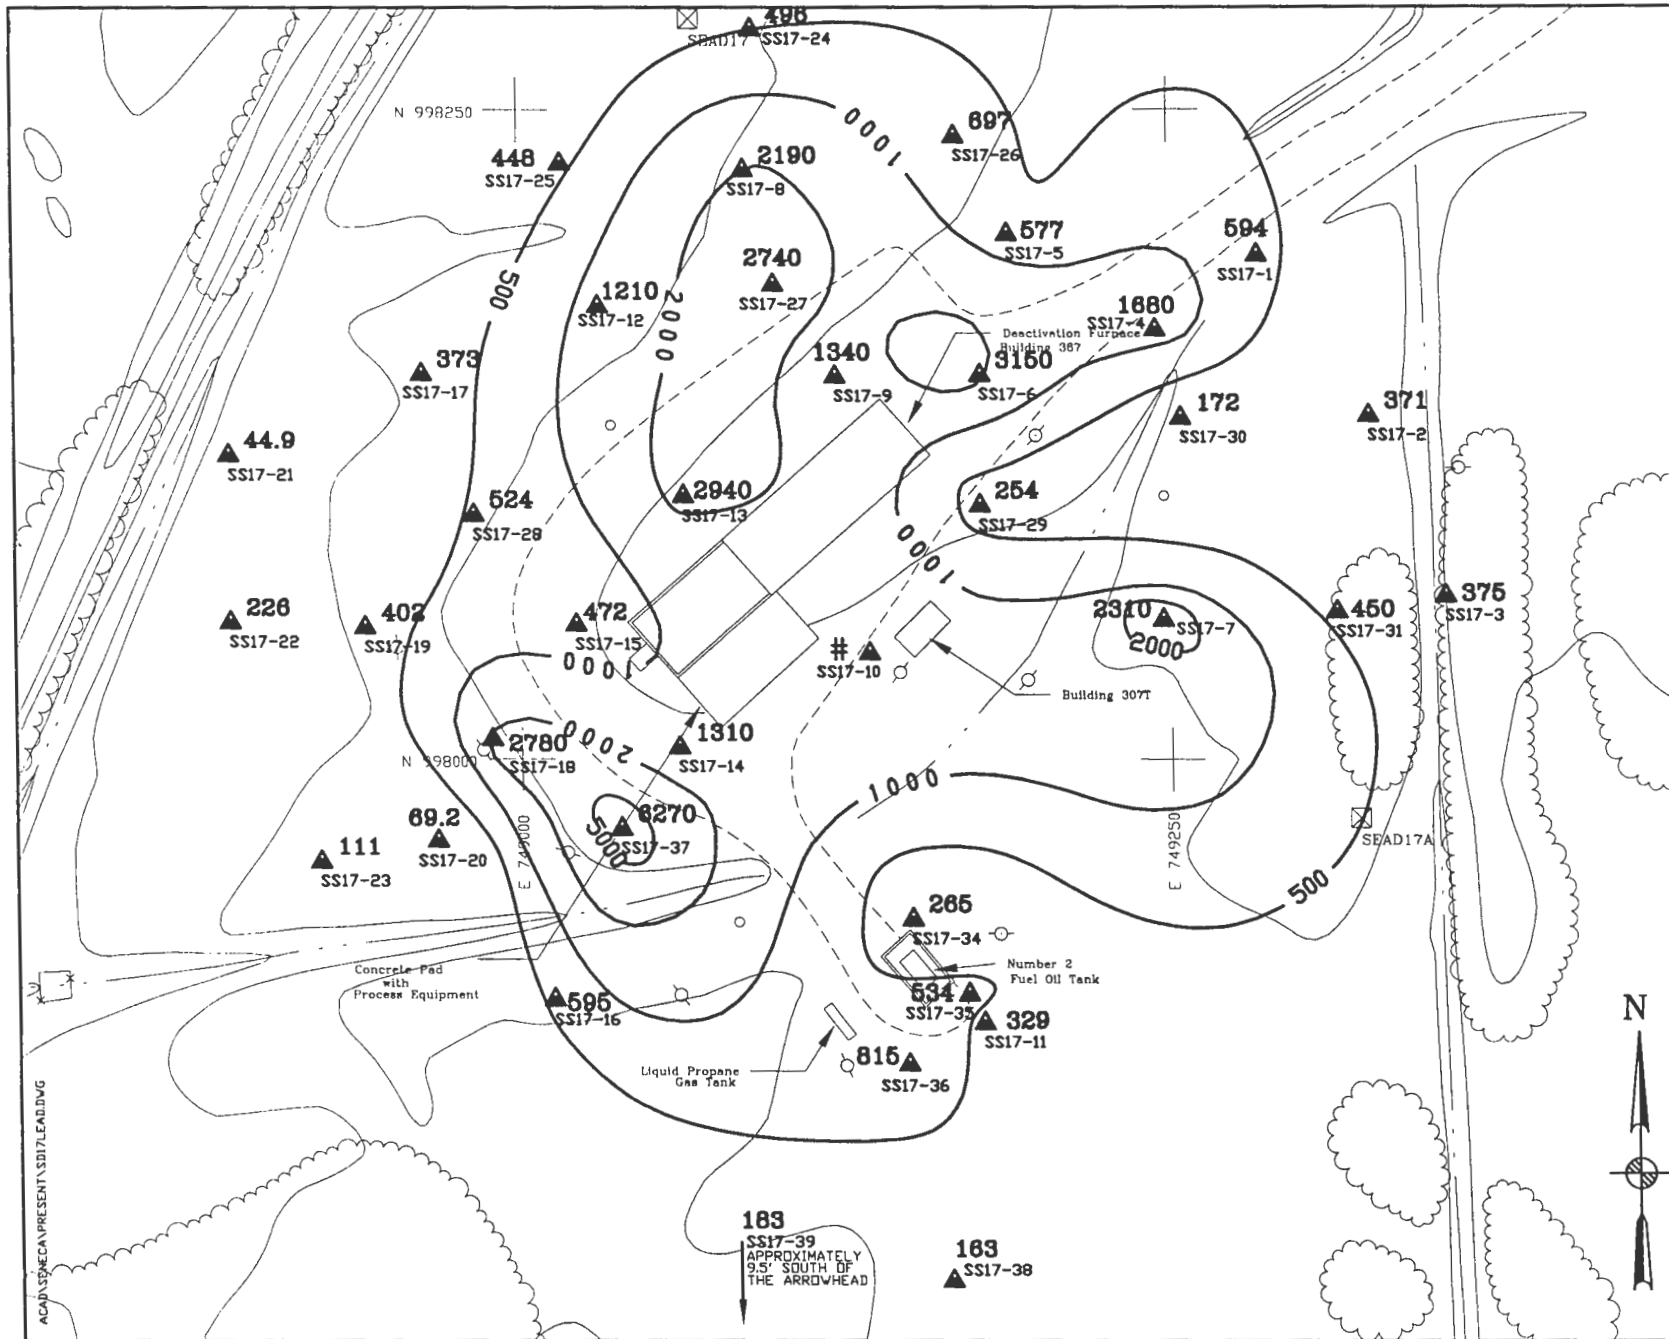 496
SEAD17
SS17-24
N 998250
697
SS17-26
1000
448
SS17-25
2190
SS17-8
577
SS17-5
594
SS17-1
500
2740
SS17-27
1210
SS17-12
2000
1680
SS17-4
Deactivation Furnace
Building 367
373
SS17-17
1340
SS17-9
3150
SS17-6
172
SS17-30
371
SS17-2
44.9
SS17-21
2940
SS17-13
254
SS17-29
524
SS17-28
1000
226
SS17-22
402
SS17-19
472
SS17-15
1000
#
SS17-10
2310
SS17-7
2000
450
SS17-31
375
SS17-3
Building 307T
2780
SS17-18
2000
1310
SS17-14
N 998000
1000
6270
SS17-37
5000
E 749000
E 749250
69.2
SS17-20
111
SS17-23
SEAD17A
500
265
SS17-34
Number 2
Fuel Oil Tank
Concrete Pad
with
Process Equipment
595
SS17-16
534
SS17-35
329
SS17-11
815
SS17-36
Liquid Propane
Gas Tank
N
183
SS17-39
APPROXIMATELY
9.5' SOUTH OF
THE ARROWHEAD
163
SS17-38
ACAD\SENECA\PRESENT\SD17LEAD.DWG